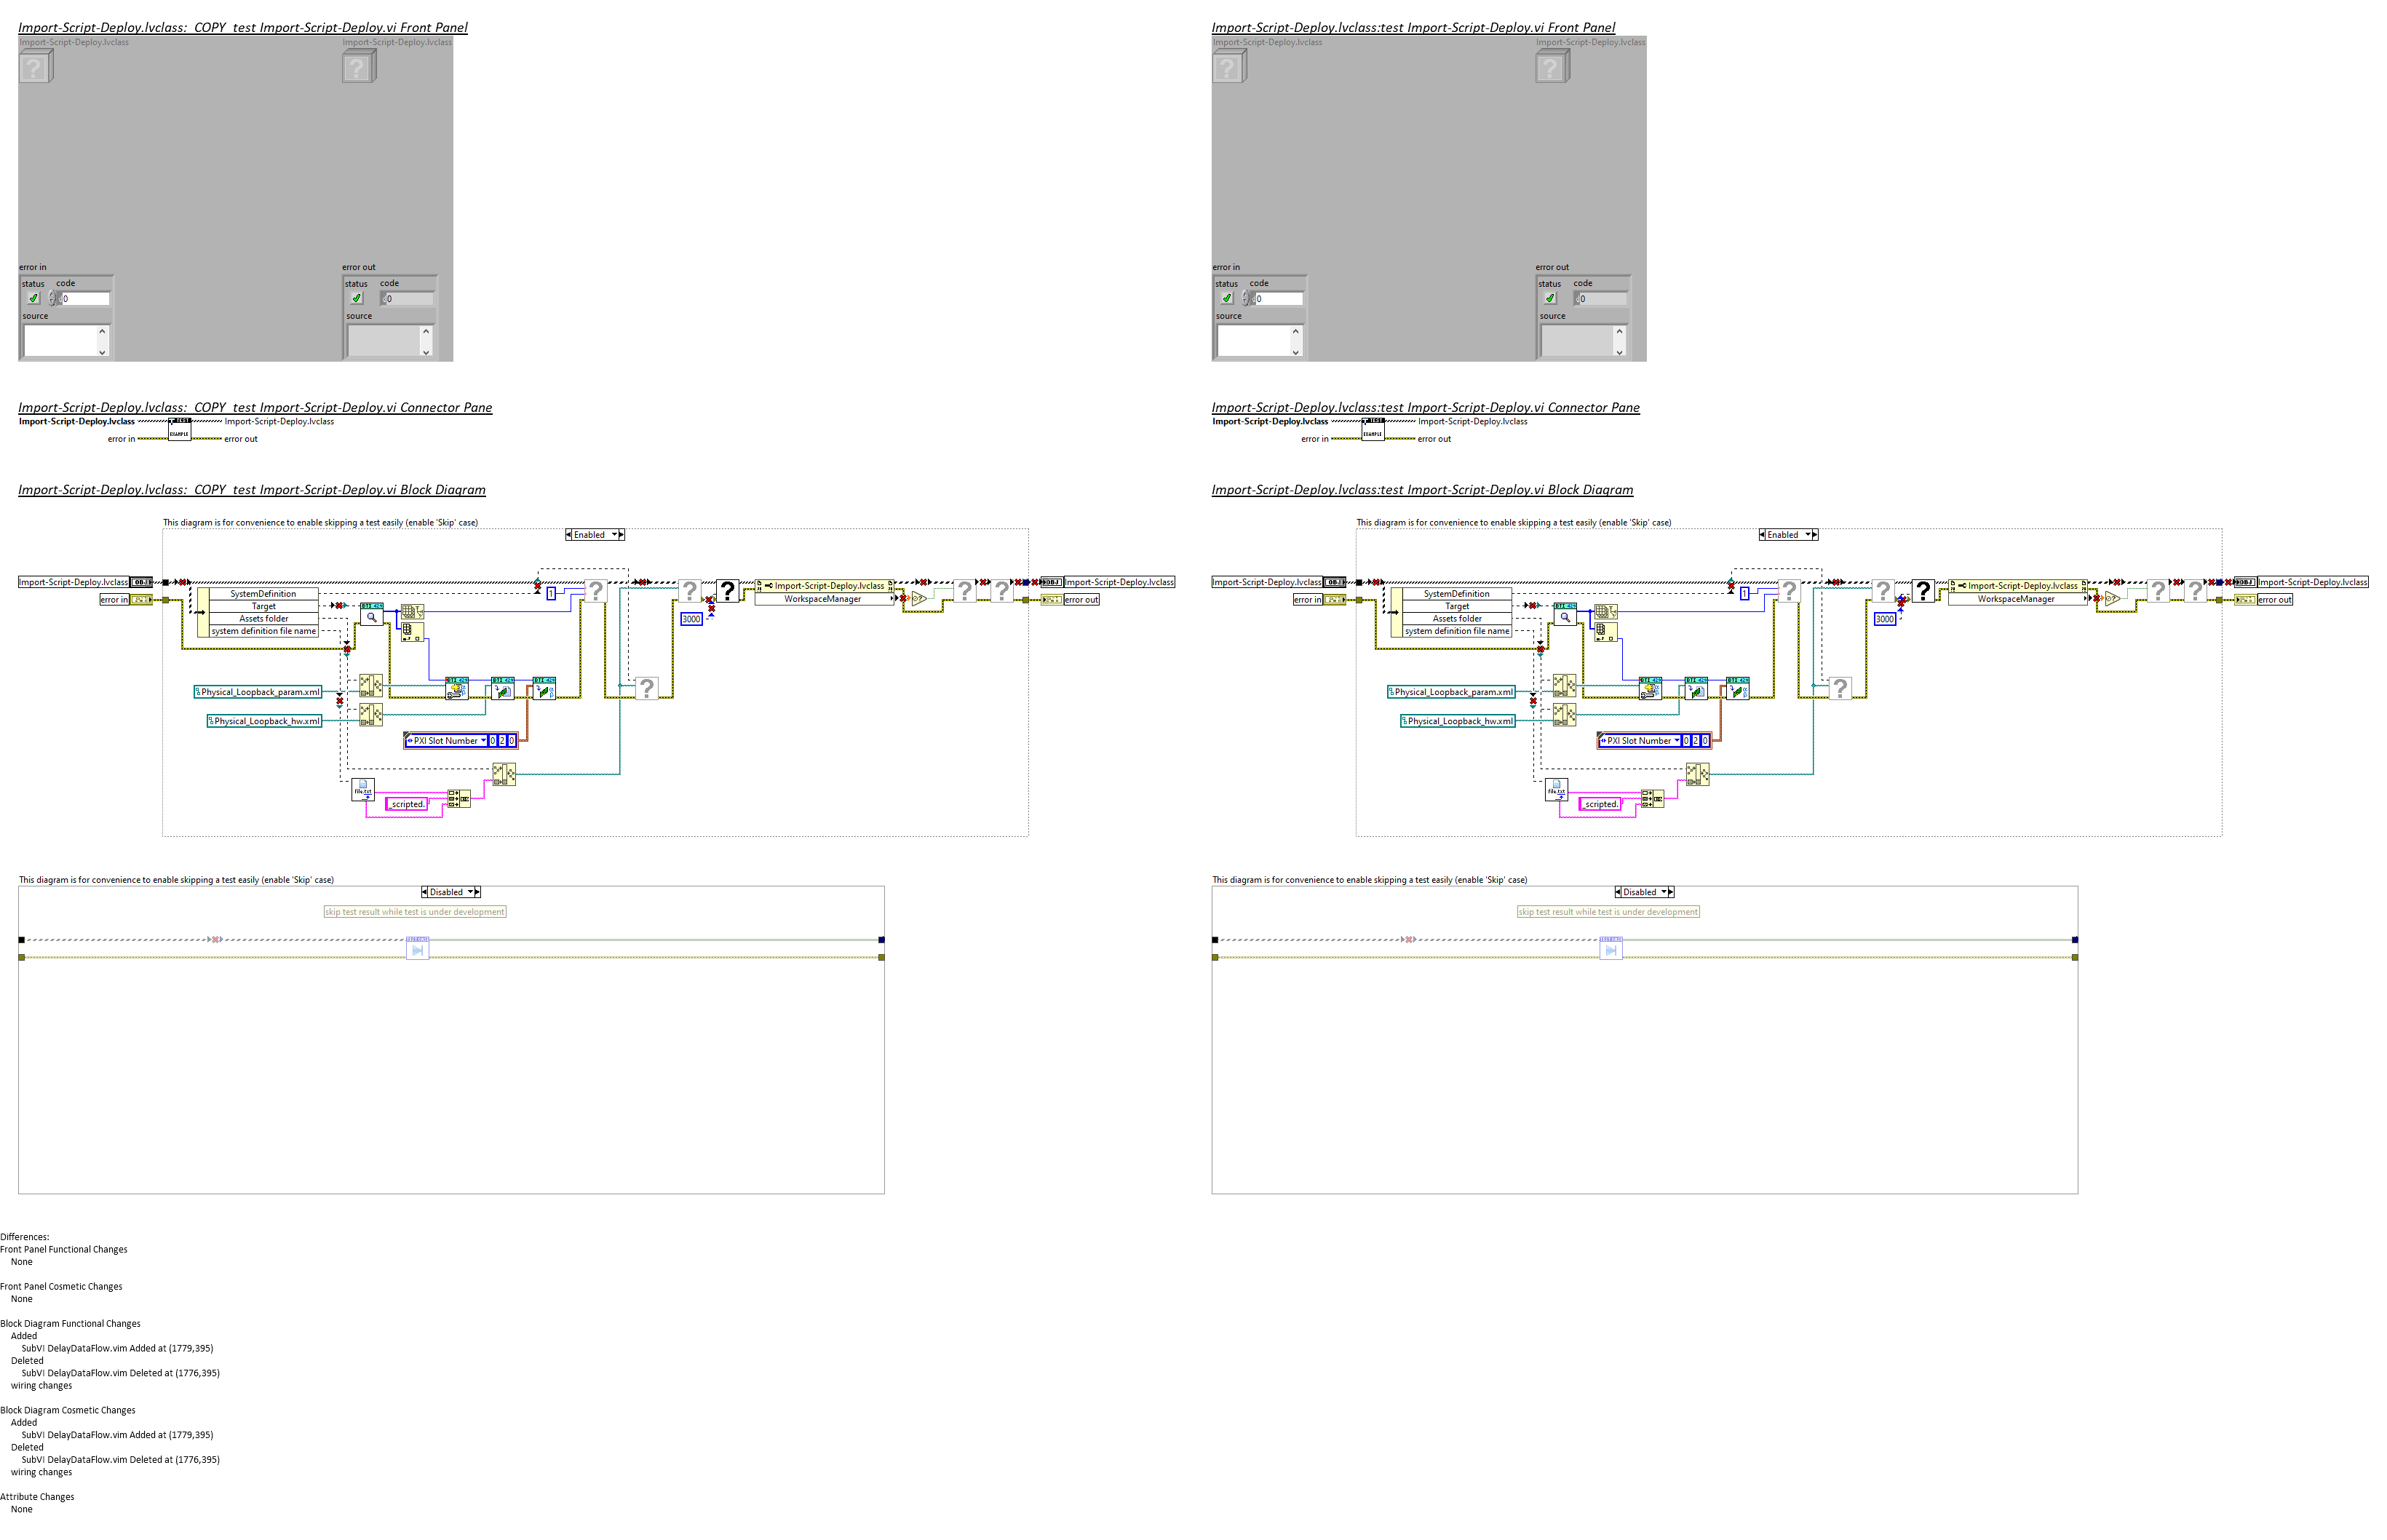 Import-Script-Deploy.lvclass:_COPY_test Import-Script-Deploy.vi Front Panel
Import-Script-Deploy.lvclass
Import-Script-Deploy.lvclass
error in
status
code
0
source
error out
status
code
0
source
Import-Script-Deploy.lvclass:_COPY_test Import-Script-Deploy.vi Connector Pane
Import-Script-Deploy.lvclass
Import-Script-Deploy.lvclass
TEST
EXAMPLE
error in
error out
Import-Script-Deploy.lvclass:_COPY_test Import-Script-Deploy.vi Block Diagram
This diagram is for convenience to enable skipping a test easily (enable 'Skip' case)
Enabled
Import-Script-Deploy.lvclass
OBJ
error in
SystemDefinition
Target
Assets folder
system definition file name
1
3000
Import-Script-Deploy.lvclass
WorkspaceManager
OBJ
Import-Script-Deploy.lvclass
error out
Physical_Loopback_param.xml
Physical_Loopback_hw.xml
PXI Slot Number
0
2
0
file.txt
_scripted.
This diagram is for convenience to enable skipping a test easily (enable 'Skip' case)
Disabled
skip test result while test is under development
Import-Script-Deploy.lvclass:test Import-Script-Deploy.vi Front Panel
Import-Script-Deploy.lvclass
Import-Script-Deploy.lvclass
error in
status
code
0
source
error out
status
code
0
source
Import-Script-Deploy.lvclass:test Import-Script-Deploy.vi Connector Pane
Import-Script-Deploy.lvclass
Import-Script-Deploy.lvclass
TEST
EXAMPLE
error in
error out
Import-Script-Deploy.lvclass:test Import-Script-Deploy.vi Block Diagram
This diagram is for convenience to enable skipping a test easily (enable 'Skip' case)
Enabled
Import-Script-Deploy.lvclass
OBJ
error in
SystemDefinition
Target
Assets folder
system definition file name
1
3000
Import-Script-Deploy.lvclass
WorkspaceManager
OBJ
Import-Script-Deploy.lvclass
error out
Physical_Loopback_param.xml
Physical_Loopback_hw.xml
PXI Slot Number
0
2
0
file.txt
_scripted.
This diagram is for convenience to enable skipping a test easily (enable 'Skip' case)
Disabled
skip test result while test is under development
Differences:
Front Panel Functional Changes
None
Front Panel Cosmetic Changes
None
Block Diagram Functional Changes
Added
SubVI DelayDataFlow.vim Added at (1779,395)
Deleted
SubVI DelayDataFlow.vim Deleted at (1776,395)
wiring changes
Block Diagram Cosmetic Changes
Added
SubVI DelayDataFlow.vim Added at (1779,395)
Deleted
SubVI DelayDataFlow.vim Deleted at (1776,395)
wiring changes
Attribute Changes
None